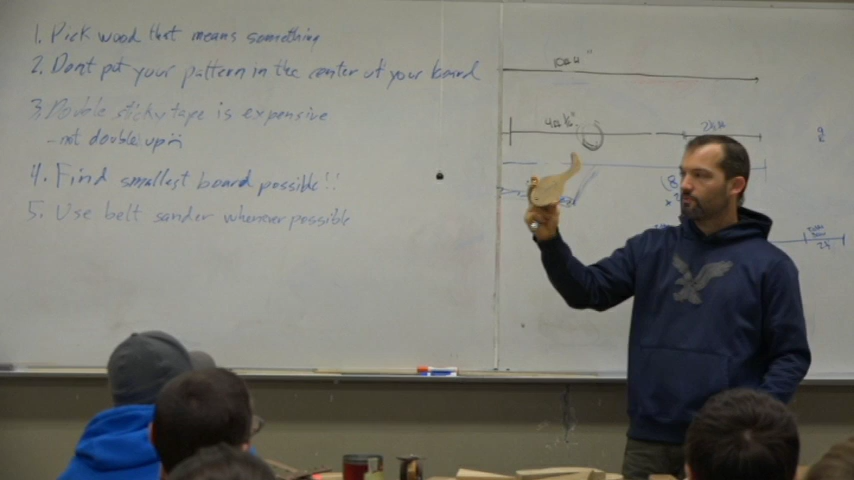 1. Pick wood that means something
2. Dont put your pattern in the center of your board
3. Double sticky tape is expensive
- not double up
4. Find smallest board possible!!
5. Use belt sander whenever possible